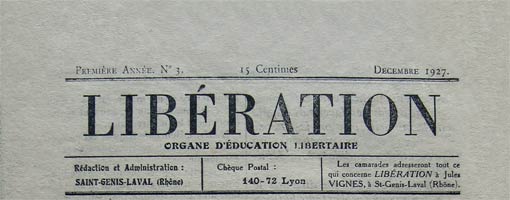 PREMIÈRE ANNÉE. N° 3. 15 Centimes DECEMBRE 1927.
LIBÉRATION
ORGANE D'ÉDUCATION LIBERTAIRE
Rédaction et Administration :
SAINT-GENIS-LAVAL (Rhône)
Chèque Postal :
140-72 Lyon
Les camarades adresseront tout ce
qui concerne LIBÉRATION à Jules
VIGNES, à St-Genis-Laval (Rhône).